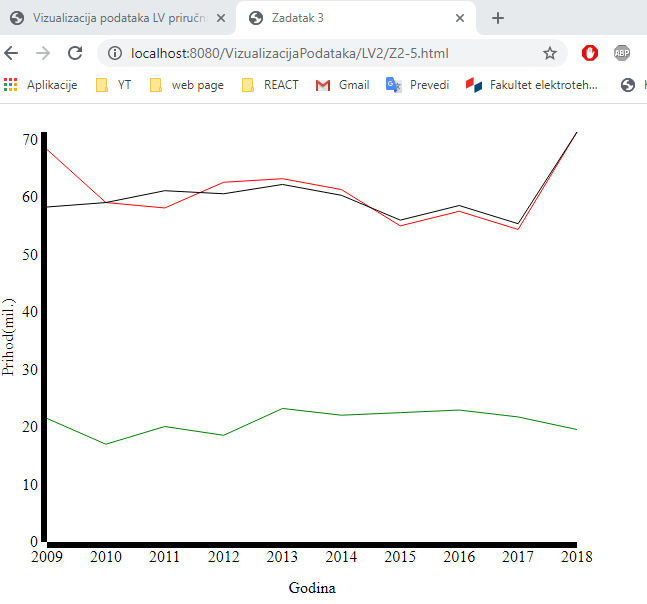 Vizualizacija podataka LV priručn
Zadatak 3
localhost:8080/VizualizacijaPodataka/LV2/Z2-5.html
ABP
Aplikacije YT web page REACT Gmail Prevedi Fakultet elektroteh...
70
60
50
40
30
20
10
0
Prihod(mil.)
2009 2010 2011 2012 2013 2014 2015 2016 2017 2018
Godina